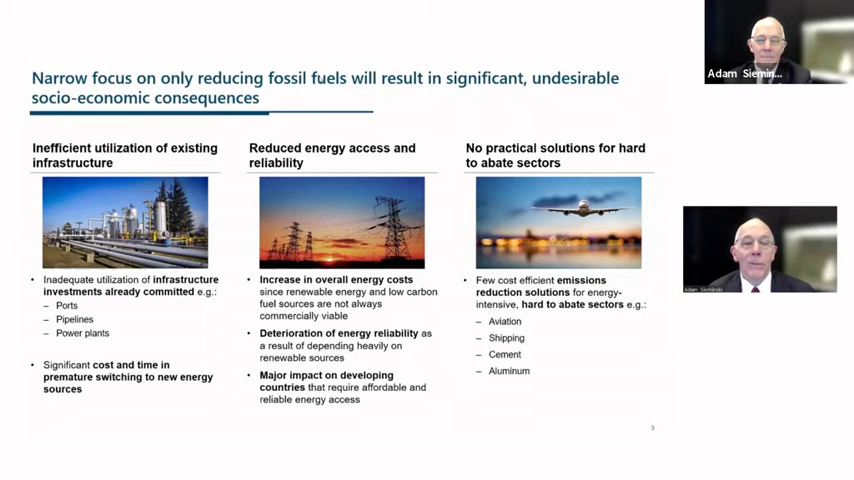 Narrow focus on only reducing fossil fuels will result in significant, undesirable
socio-economic consequences
Inefficient utilization of existing
infrastructure
• Inadequate utilization of infrastructure
investments already committed e.g.:
– Ports
– Pipelines
– Power plants
• Significant cost and time in
premature switching to new energy
sources
Reduced energy access and
reliability
• Increase in overall energy costs
since renewable energy and low carbon
fuel sources are not always
commercially viable
• Deterioration of energy reliability as
a result of depending heavily on
renewable sources
• Major impact on developing
countries that require affordable and
reliable energy access
No practical solutions for hard
to abate sectors
• Few cost efficient emissions
reduction solutions for energy-
intensive, hard to abate sectors e.g.:
– Aviation
– Shipping
– Cement
– Aluminum
3
Adam Siemin...
Adam Sieminski